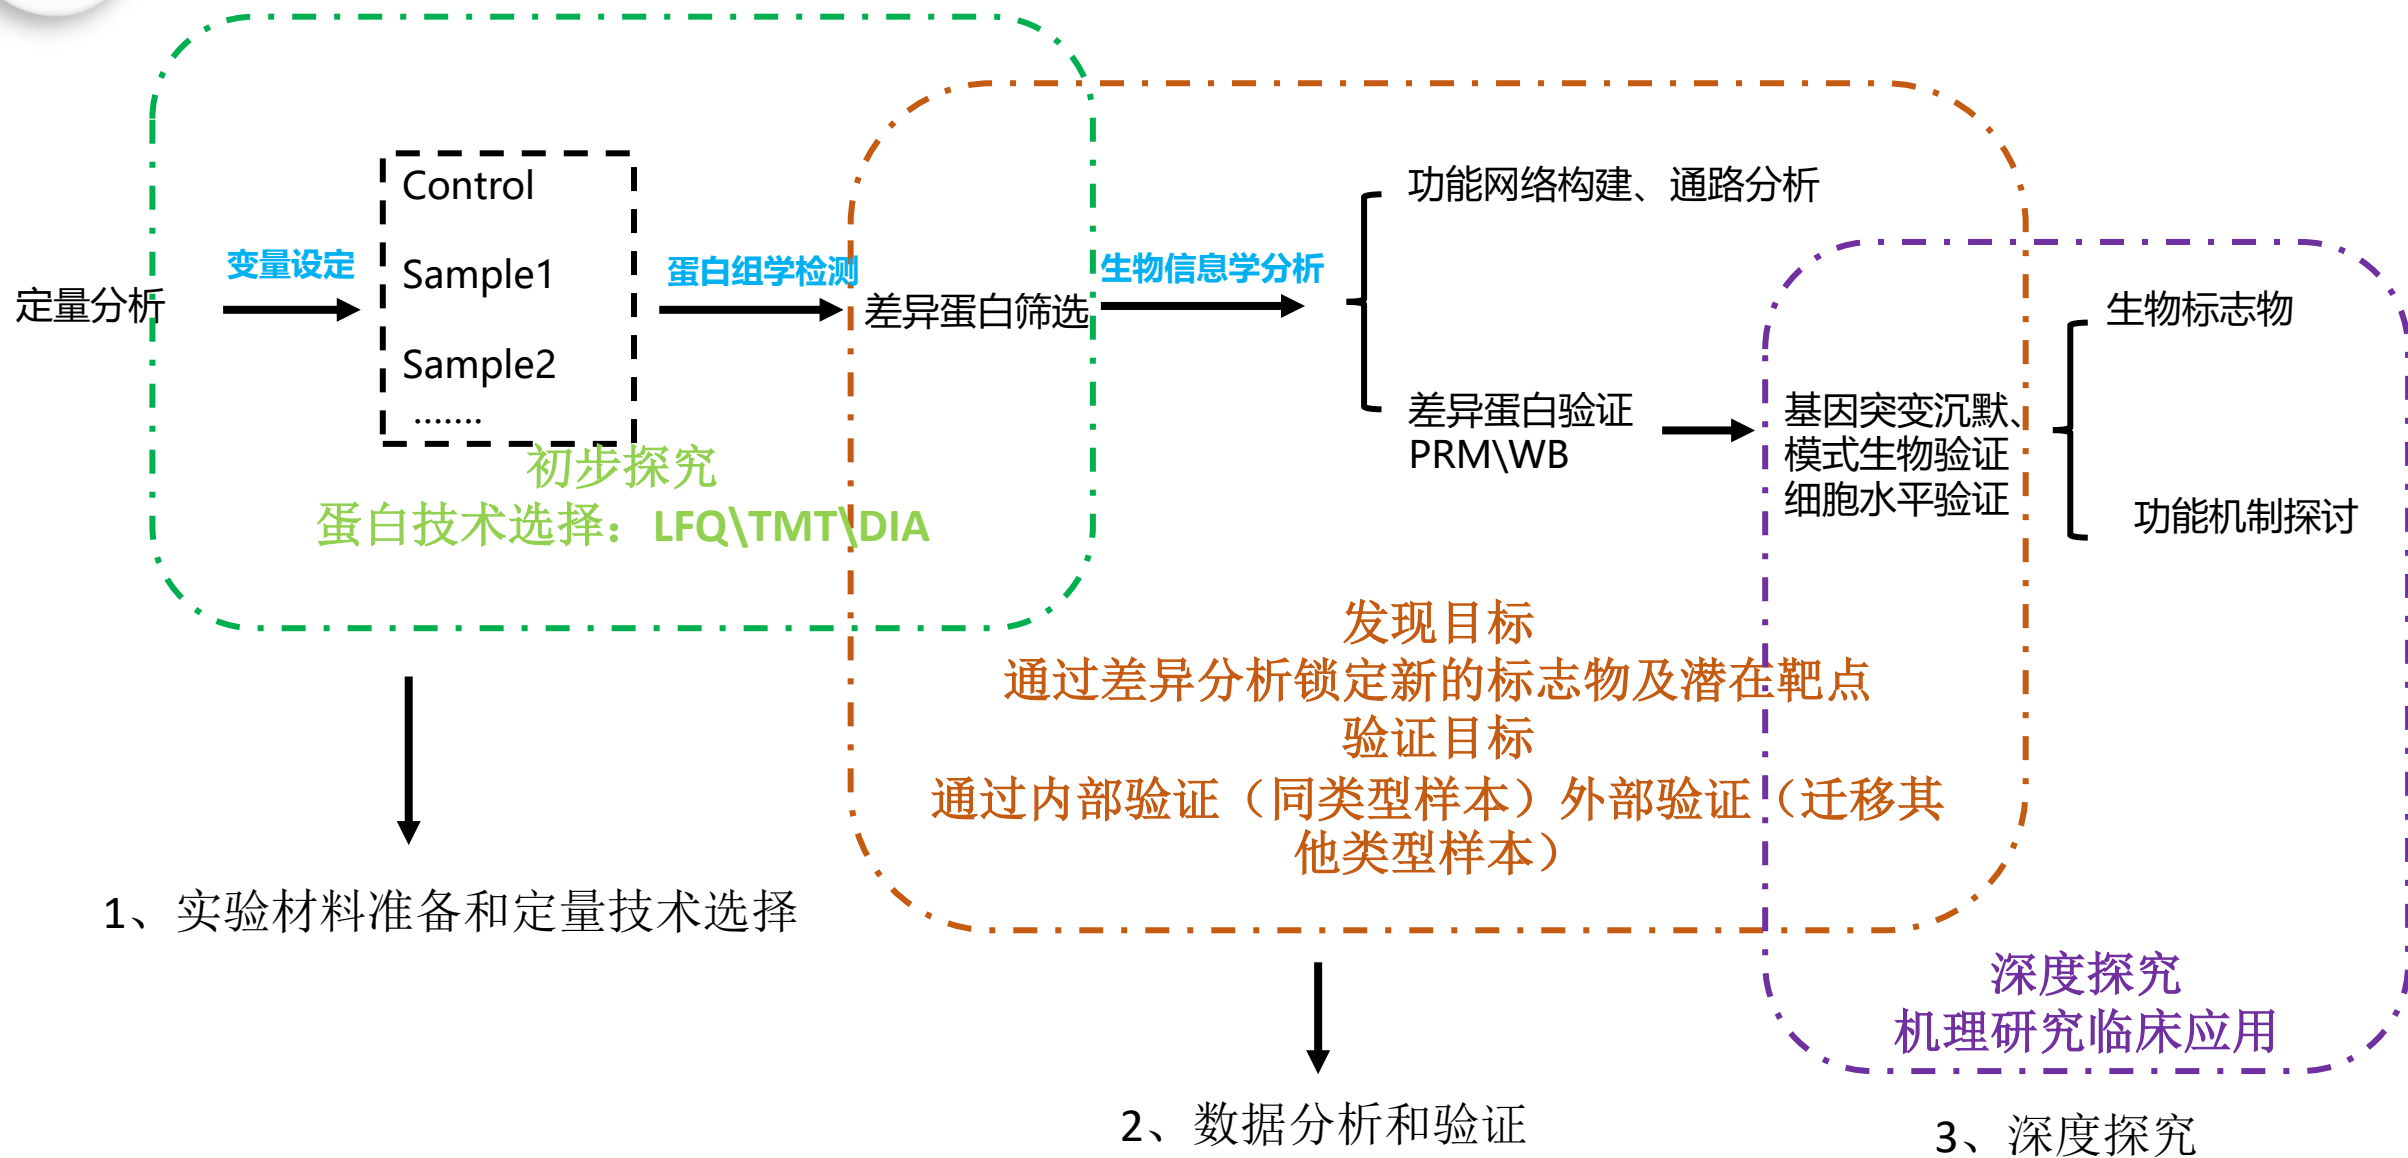 定量分析
变量设定
Control
Sample1
Sample2
.......
蛋白组学检测
差异蛋白筛选
初步探究
蛋白技术选择：LFQ\TMT\DIA
生物信息学分析
功能网络构建、通路分析
差异蛋白验证
PRM\WB
基因突变沉默、
模式生物验证
细胞水平验证
生物标志物
功能机制探讨
发现目标
通过差异分析锁定新的标志物及潜在靶点
验证目标
通过内部验证（同类型样本）外部验证（迁移其
他类型样本）
深度探究
机理研究临床应用
1、实验材料准备和定量技术选择
2、数据分析和验证
3、深度探究